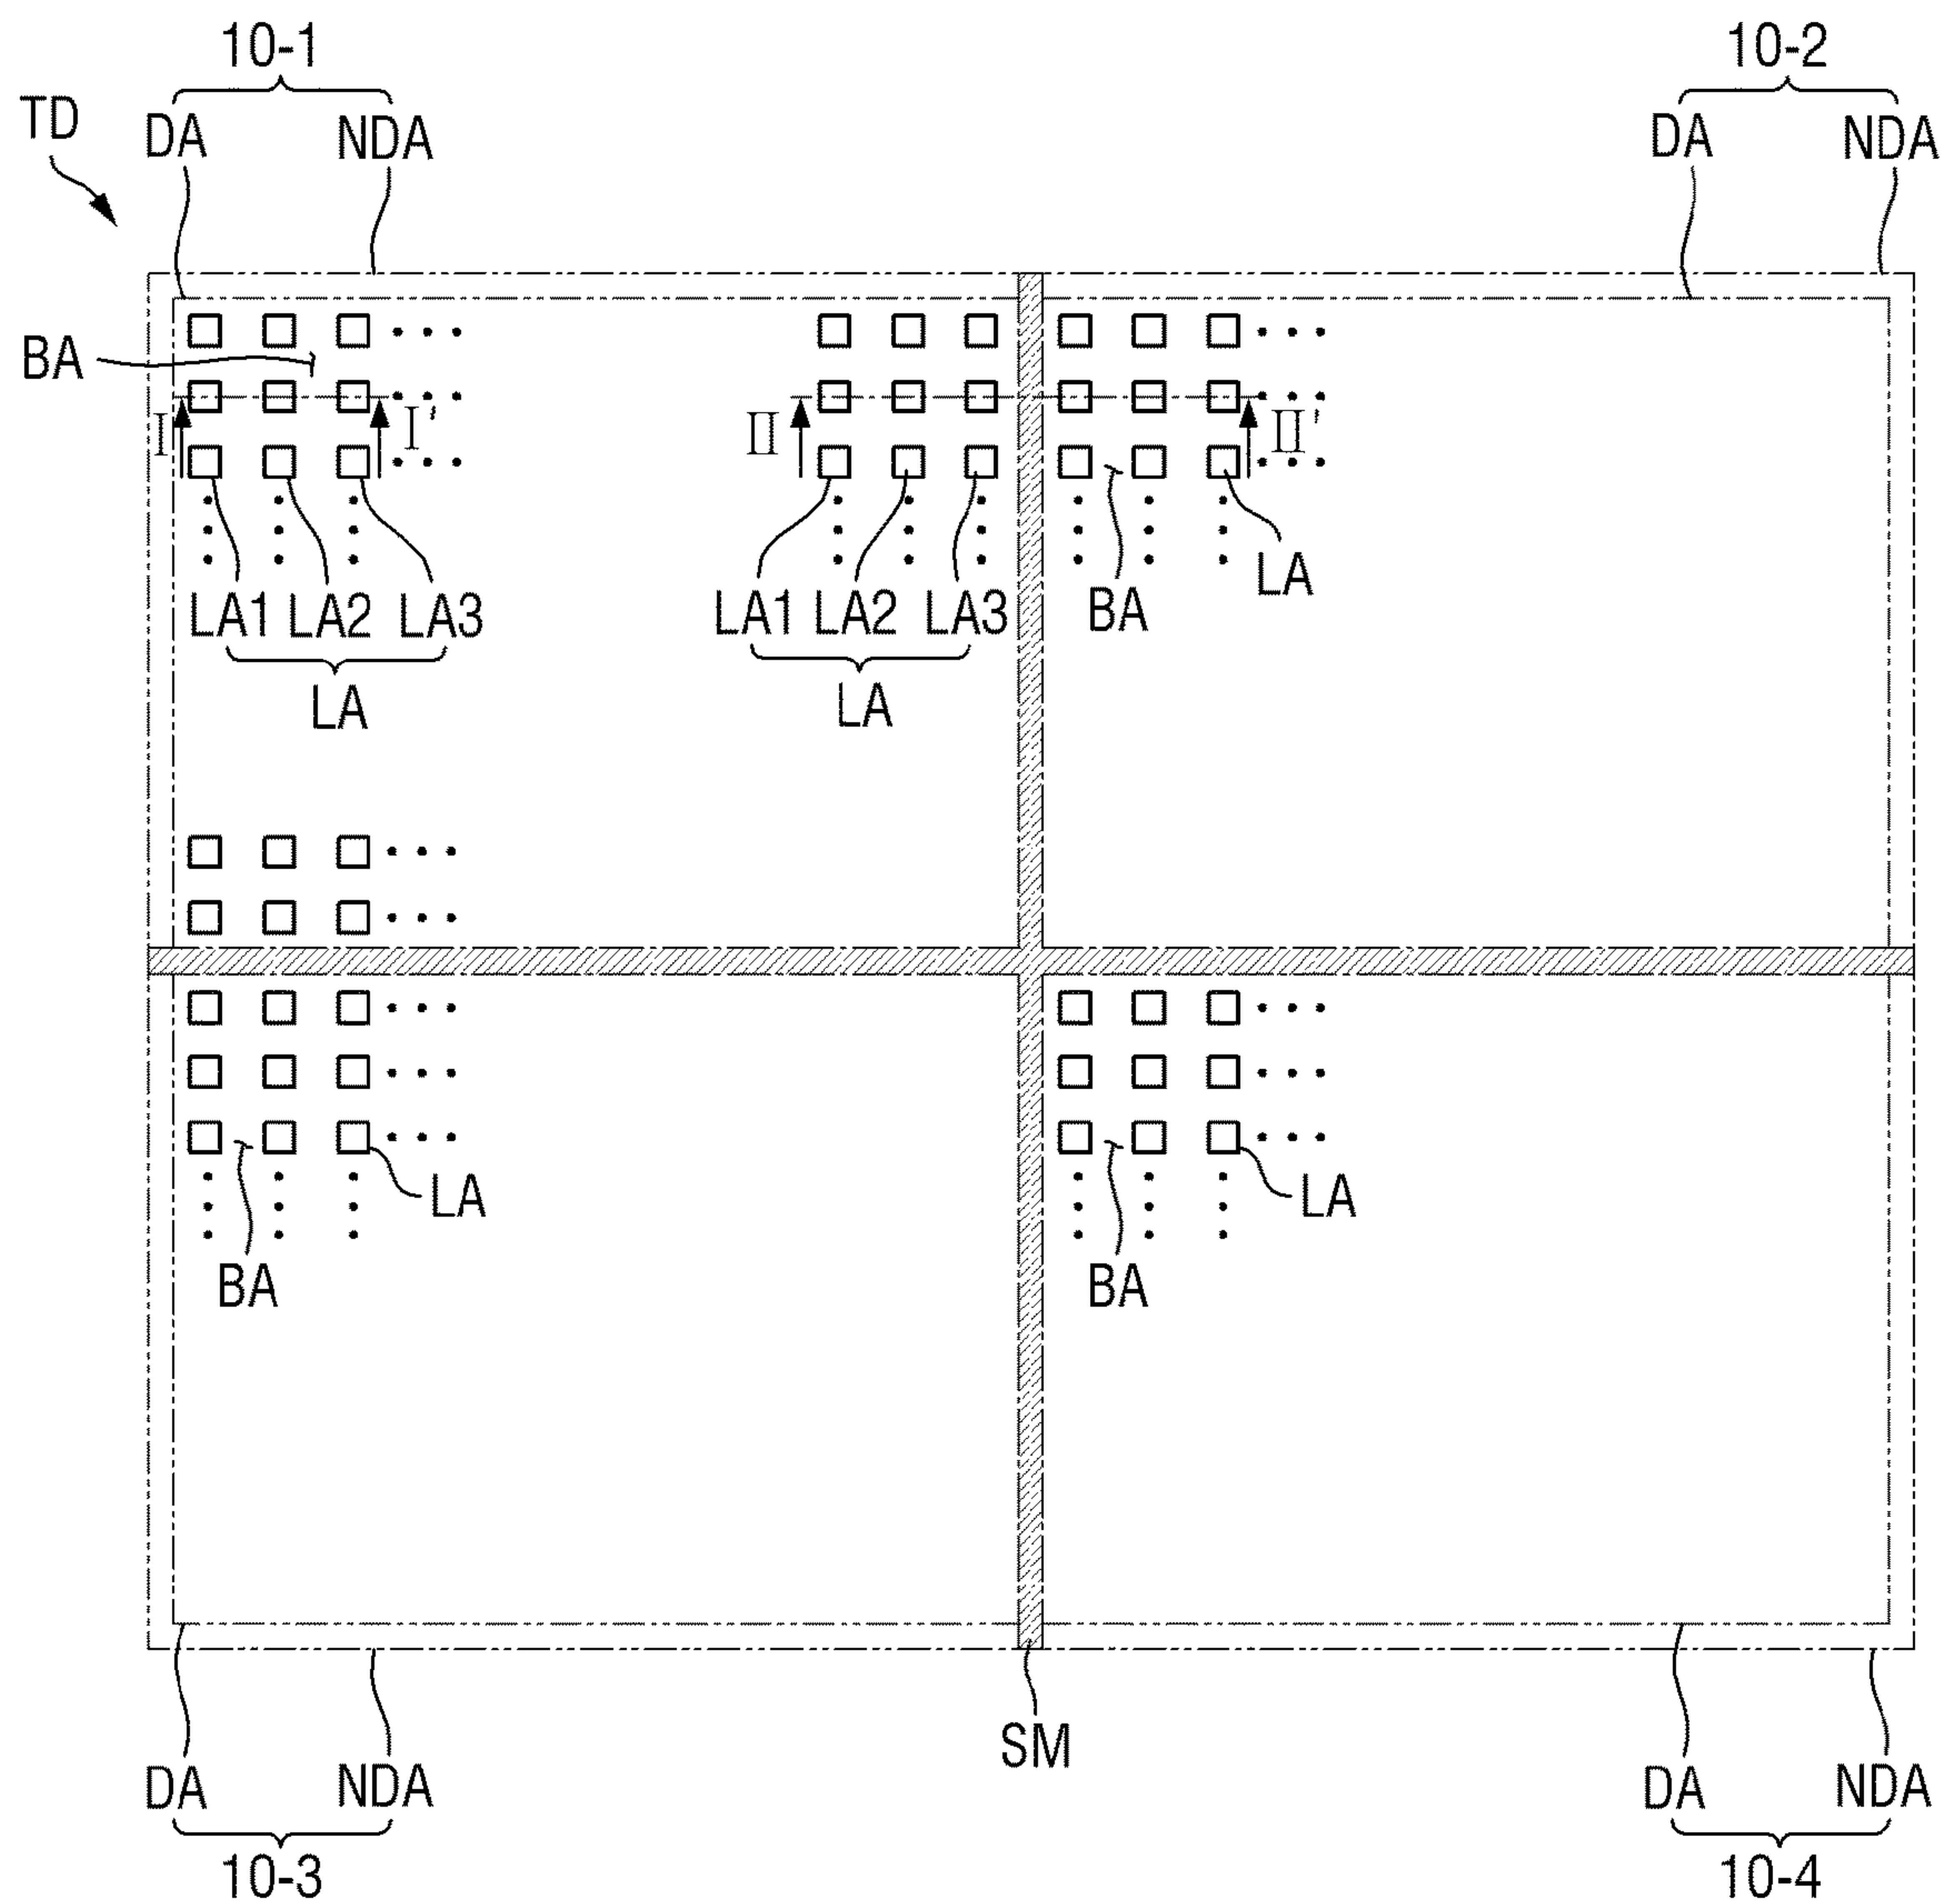 10-1 10-2
TD DA NDA DA NDA
BA
I I' II II'
LA1 LA2 LA3 LA1 LA2 LA3 BA LA
LA LA
LA LA
BA BA
SM
DA NDA DA NDA
10-3 10-4